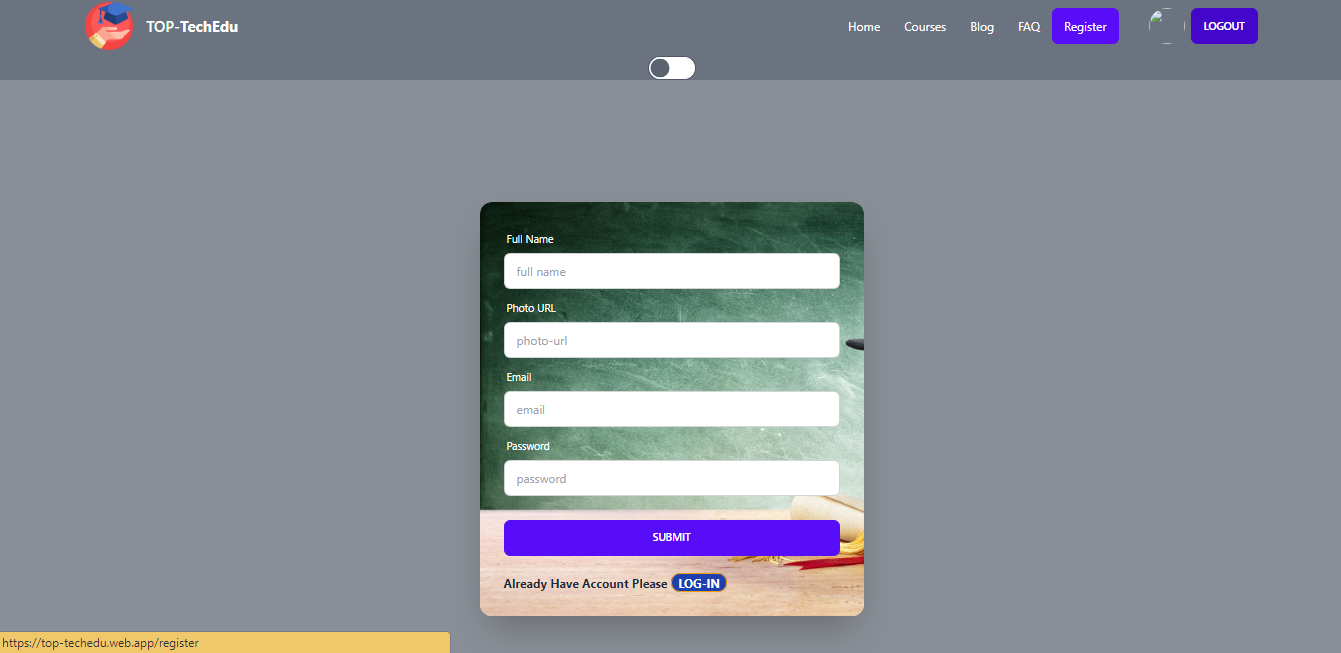 TOP-TechEdu
Home Courses Blog FAQ Register LOGOUT
Full Name
full name
Photo URL
photo-url
Email
email
Password
password
SUBMIT
Already Have Account Please LOG-IN
https://top-techedu.web.app/register